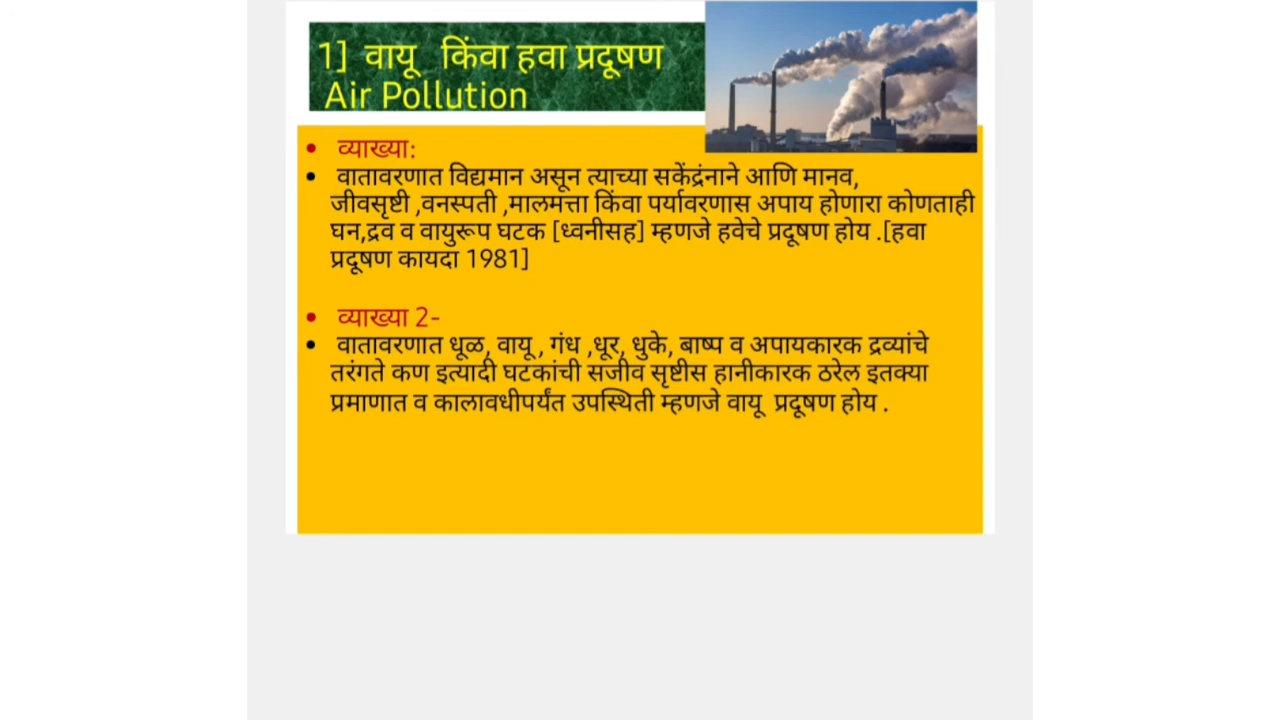 1] वायू किंवा हवा प्रदूषण
Air Pollution
• व्याख्या:
• वातावरणात विद्यमान असून त्याच्या सकेंद्रंनाने आणि मानव,
जीवसृष्टी ,वनस्पती ,मालमत्ता किंवा पर्यावरणास अपाय होणारा कोणताही
घन,द्रव व वायुरूप घटक [ध्वनीसह] म्हणजे हवेचे प्रदूषण होय .[हवा
प्रदूषण कायदा 1981]
• व्याख्या 2-
• वातावरणात धूळ, वायू , गंध ,धूर, धुके, बाष्प व अपायकारक द्रव्यांचे
तरंगते कण इत्यादी घटकांची सजीव सृष्टीस हानीकारक ठरेल इतक्या
प्रमाणात व कालावधीपर्यंत उपस्थिती म्हणजे वायू प्रदूषण होय .